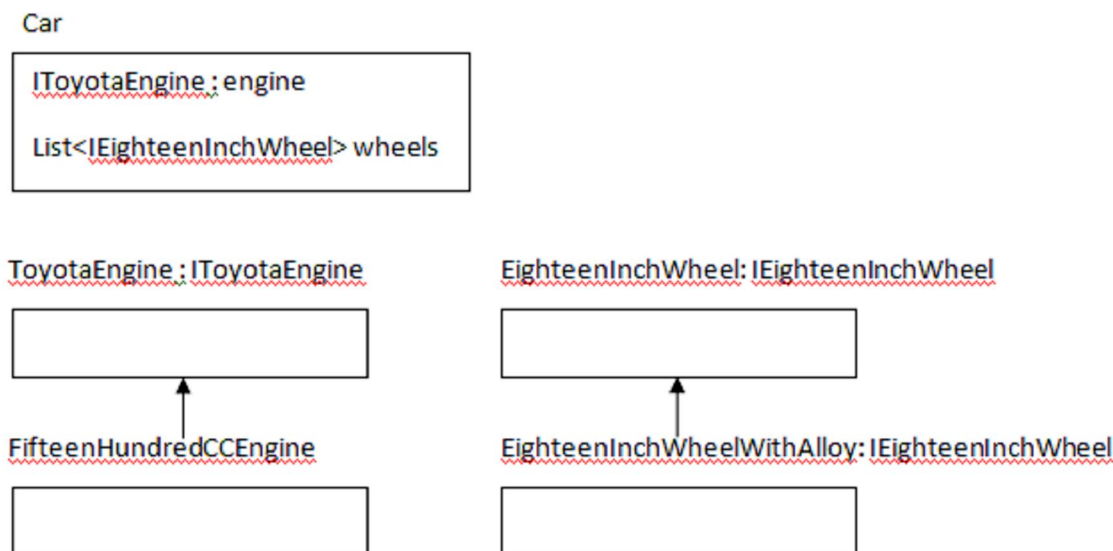 Car
IToyotaEngine : engine
List<IEighteenInchWheel> wheels
ToyotaEngine : IToyotaEngine
EighteenInchWheel: IEighteenInchWheel
FifteenHundredCCEngine
EighteenInchWheelWithAlloy: IEighteenInchWheel